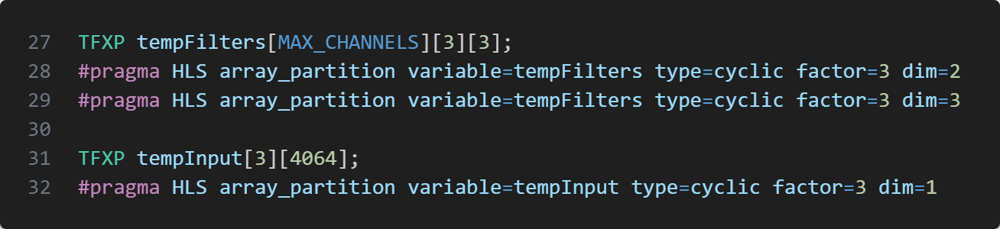 27 TFXP tempFilters[MAX_CHANNELS][3][3];
28 #pragma HLS array_partition variable=tempFilters type=cyclic factor=3 dim=2
29 #pragma HLS array_partition variable=tempFilters type=cyclic factor=3 dim=3
30
31 TFXP tempInput[3][4064];
32 #pragma HLS array_partition variable=tempInput type=cyclic factor=3 dim=1